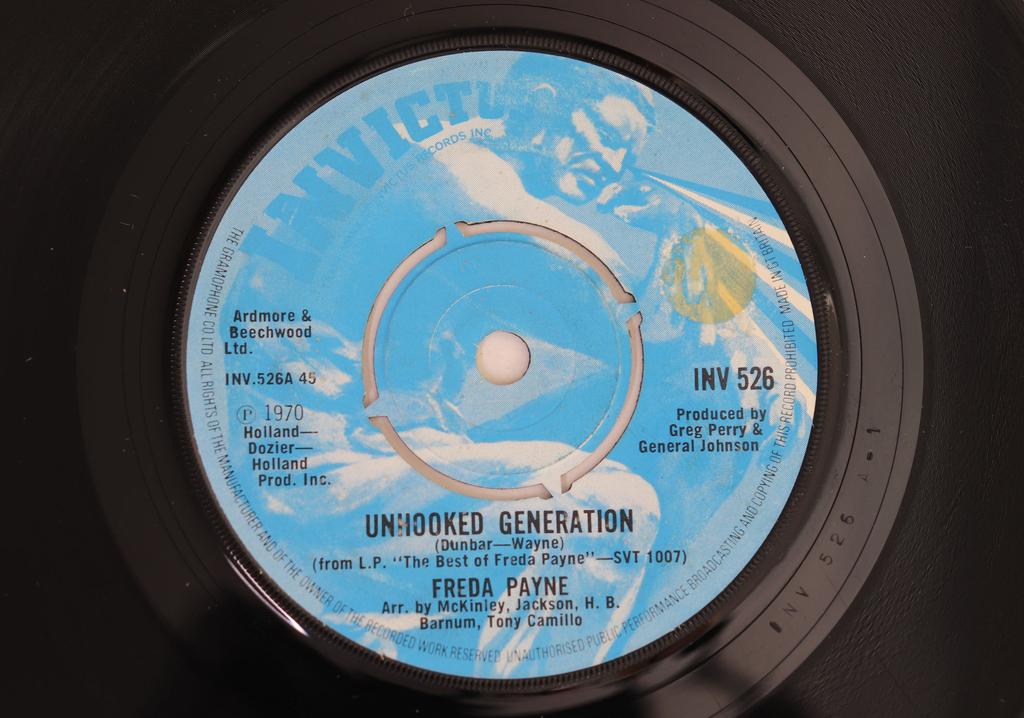 INVICTU
INVICTUS RECORDS INC.
Ardmore &
Beechwood
Ltd.
INV.526A 45
Ⓟ 1970
Holland—
Dozier—
Holland
Prod. Inc.
INV 526
Produced by
Greg Perry &
General Johnson
UNHOOKED GENERATION
(Dunbar—Wayne)
(from L.P. "The Best of Freda Payne"—SVT 1007)
FREDA PAYNE
Arr. by McKinley, Jackson, H. B.
Barnum, Tony Camillo
THE GRAMOPHONE CO LTD. ALL RIGHTS OF THE MANUFACTURER AND OF THE OWNER OF THE RECORDED WORK RESERVED UNAUTHORISED PUBLIC PERFORMANCE BROADCASTING AND COPYING OF THIS RECORD PROHIBITED MADE IN GT BRITAIN
INV 526 A-1